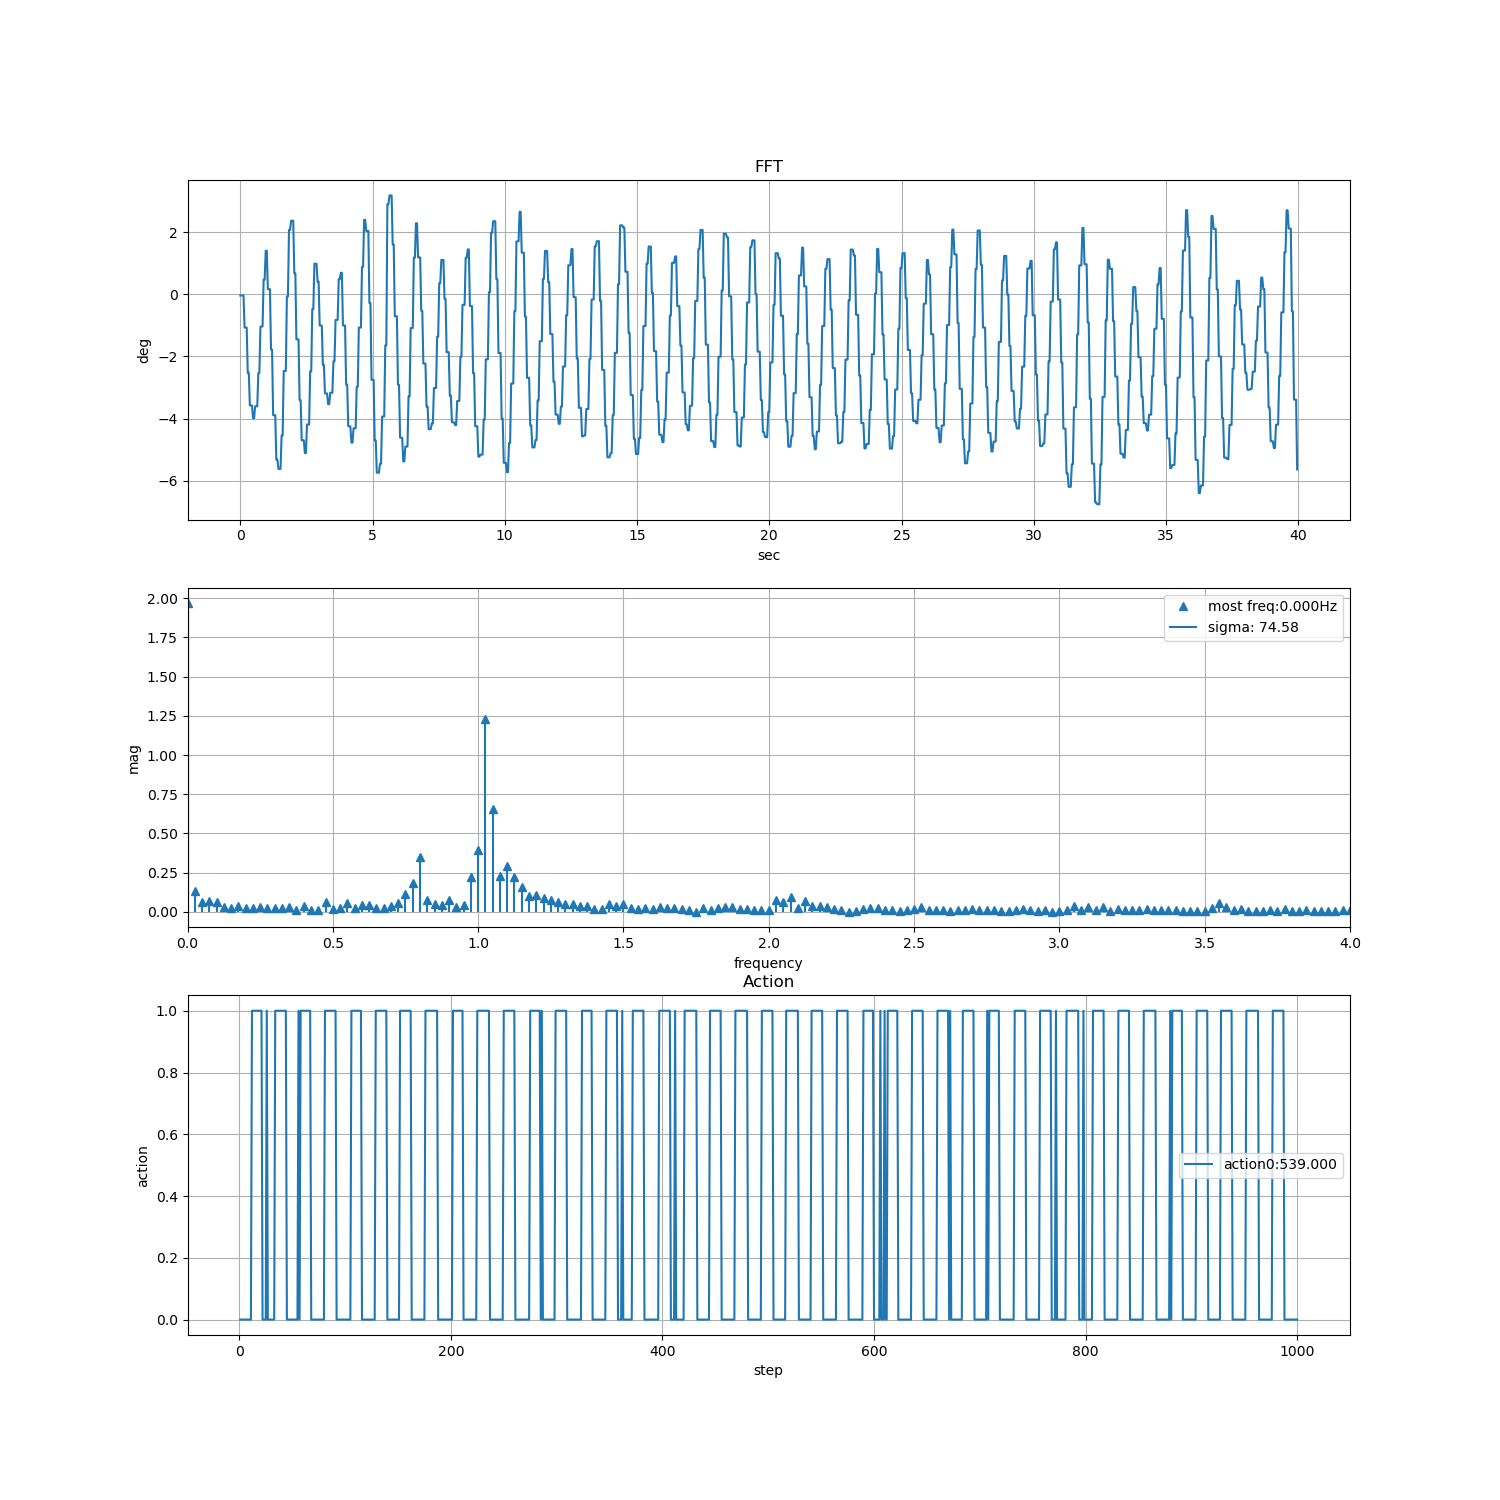 FFT
2
0
−2
−4
−6
deg
0 5 10 15 20 25 30 35 40
sec
2.00
1.75
1.50
1.25
1.00
0.75
0.50
0.25
0.00
mag
most freq:0.000Hz
sigma: 74.58
0.0 0.5 1.0 1.5 2.0 2.5 3.0 3.5 4.0
frequency
Action
1.0
0.8
0.6
0.4
0.2
0.0
action
action0:539.000
0 200 400 600 800 1000
step